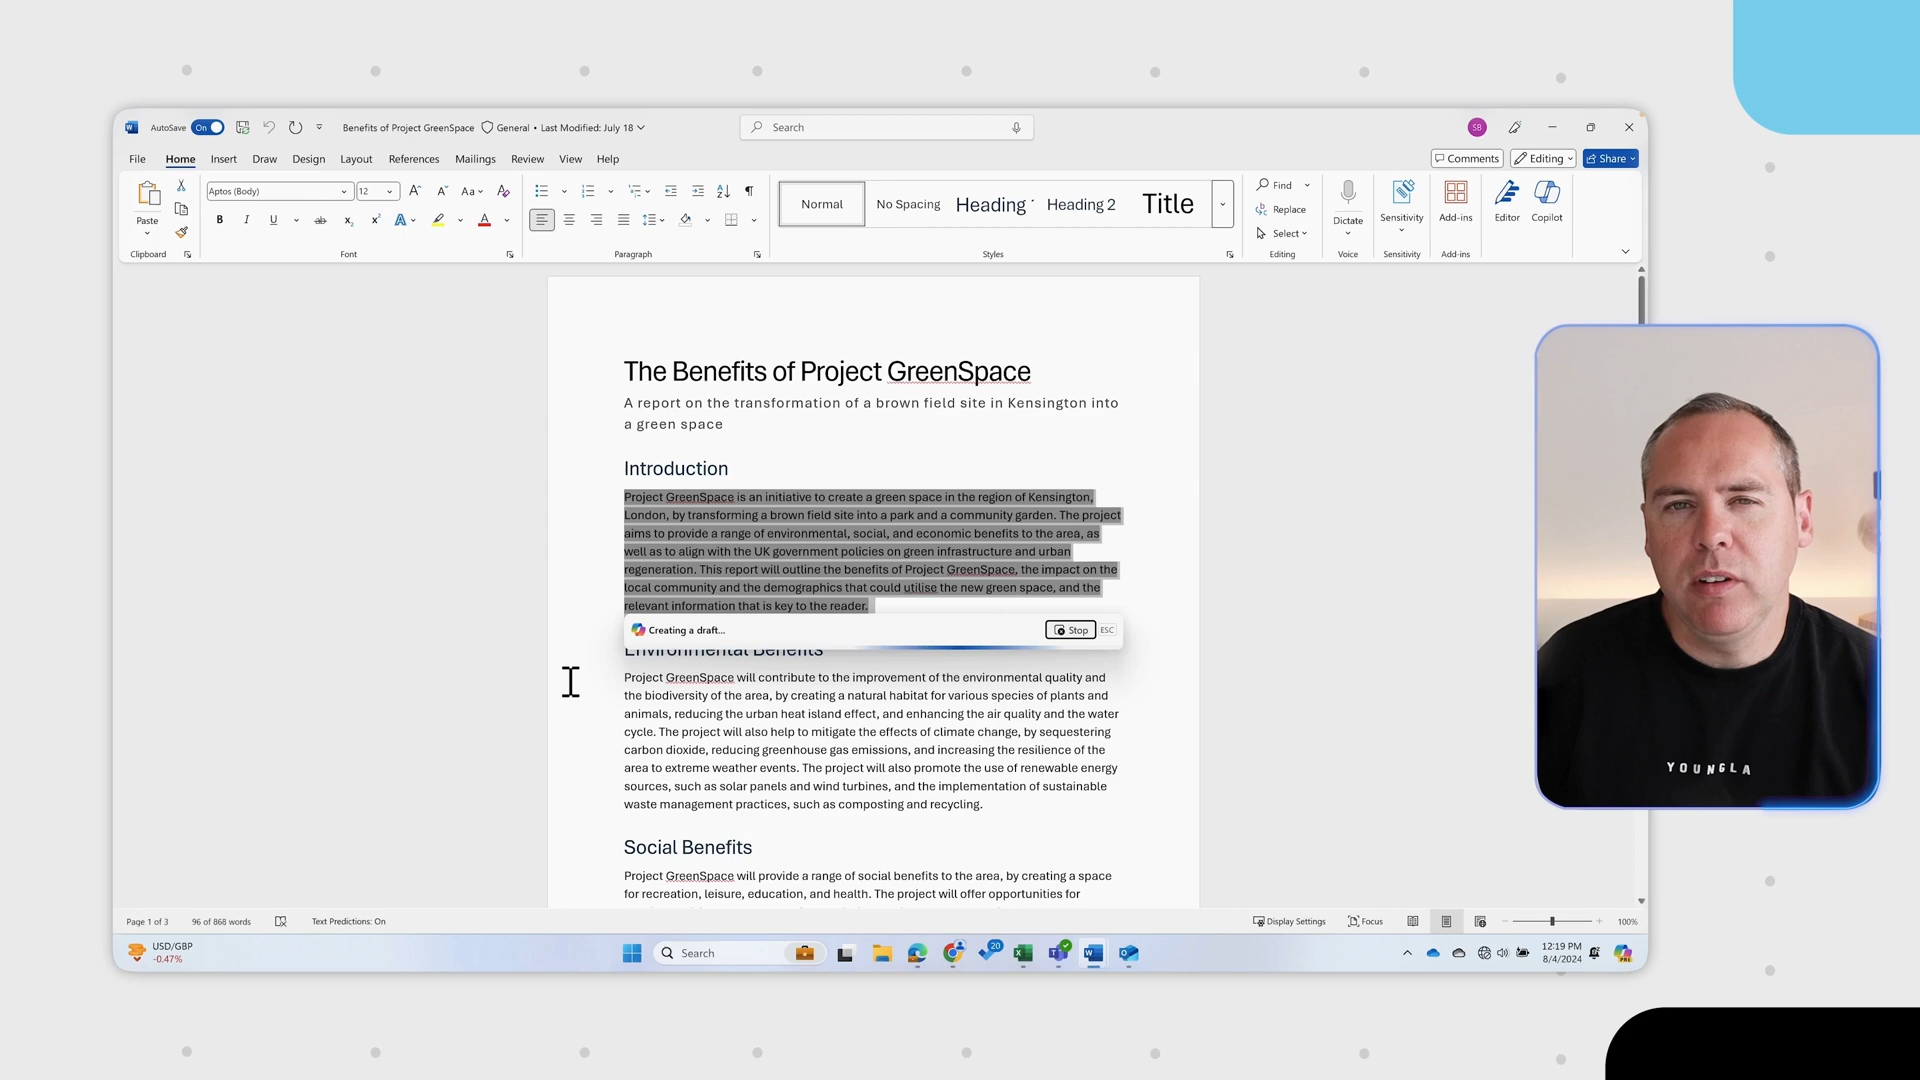 AutoSave On Benefits of Project GreenSpace General • Last Modified: July 18 Search SB
File Home Insert Draw Design Layout References Mailings Review View Help Comments Editing Share
Paste Aptos (Body) 12 Aa Normal No Spacing Heading Heading 2 Title Find Replace Select Dictate Sensitivity Add-ins Editor Copilot
Clipboard Font Paragraph Styles Editing Voice Sensitivity Add-ins
The Benefits of Project GreenSpace
A report on the transformation of a brown field site in Kensington into
a green space
Introduction
Project GreenSpace is an initiative to create a green space in the region of Kensington,
London, by transforming a brown field site into a park and a community garden. The project
aims to provide a range of environmental, social, and economic benefits to the area, as
well as to align with the UK government policies on green infrastructure and urban
regeneration. This report will outline the benefits of Project GreenSpace, the impact on the
local community and the demographics that could utilise the new green space, and the
relevant information that is key to the reader.
Creating a draft... Stop ESC
Environmental Benefits
Project GreenSpace will contribute to the improvement of the environmental quality and
the biodiversity of the area, by creating a natural habitat for various species of plants and
animals, reducing the urban heat island effect, and enhancing the air quality and the water
cycle. The project will also help to mitigate the effects of climate change, by sequestering
carbon dioxide, reducing greenhouse gas emissions, and increasing the resilience of the
area to extreme weather events. The project will also promote the use of renewable energy
sources, such as solar panels and wind turbines, and the implementation of sustainable
waste management practices, such as composting and recycling.
Social Benefits
Project GreenSpace will provide a range of social benefits to the area, by creating a space
for recreation, leisure, education, and health. The project will offer opportunities for
YOUNGLA
Page 1 of 3 96 of 868 words Text Predictions: On Display Settings Focus 100%
USD/GBP
-0.47%
Search 20
12:19 PM
8/4/2024
PRE